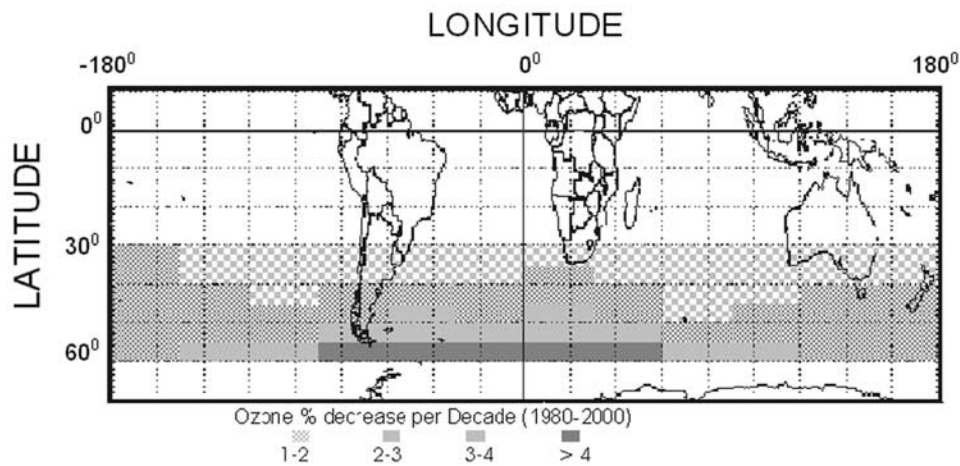 LONGITUDE
-180⁰ 0⁰ 180⁰
LATITUDE
0⁰
30⁰
60⁰
Ozone % decrease per Decade (1980-2000)
1-2 2-3 3-4 > 4